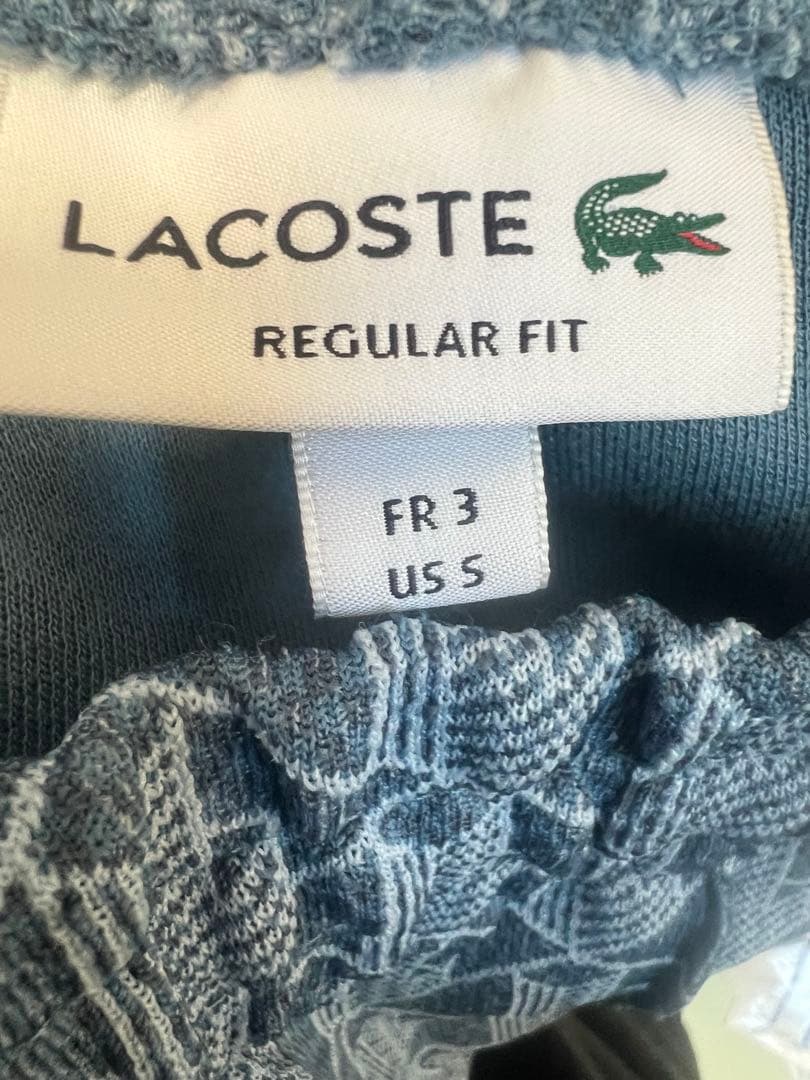 LACOSTE
REGULAR FIT
FR 3
US S